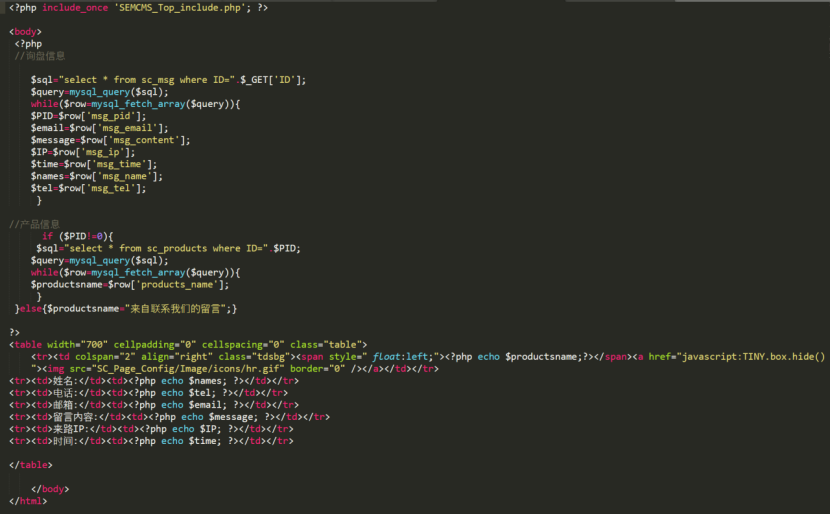 <?php include_once 'SEMCMS_Top_include.php'; ?>
<body>
<?php
//询盘信息
$sql="select * from sc_msg where ID=".$_GET['ID'];
$query=mysql_query($sql);
while($row=mysql_fetch_array($query)){
$PID=$row['msg_pid'];
$email=$row['msg_email'];
$message=$row['msg_content'];
$IP=$row['msg_ip'];
$time=$row['msg_time'];
$names=$row['msg_name'];
$tel=$row['msg_tel'];
}
//产品信息
if ($PID!=0){
$sql="select * from sc_products where ID=".$PID;
$query=mysql_query($sql);
while($row=mysql_fetch_array($query)){
$productsname=$row['products_name'];
}
}else{$productsname="来自联系我们的留言";}
?>
<table width="700" cellpadding="0" cellspacing="0" class="table">
<tr><td colspan="2" align="right" class="tdsbg"><span style=" float:left;"><?php echo $productsname;?></span><a href="javascript:TINY.box.hide()
"><img src="SC_Page_Config/Image/icons/hr.gif" border="0" /></a></td></tr>
<tr><td>姓名:</td><td><?php echo $names; ?></td></tr>
<tr><td>电话:</td><td><?php echo $tel; ?></td></tr>
<tr><td>邮箱:</td><td><?php echo $email; ?></td></tr>
<tr><td>留言内容:</td><td><?php echo $message; ?></td></tr>
<tr><td>来路IP:</td><td><?php echo $IP; ?></td></tr>
<tr><td>时间:</td><td><?php echo $time; ?></td></tr>
</table>
</body>
</html>